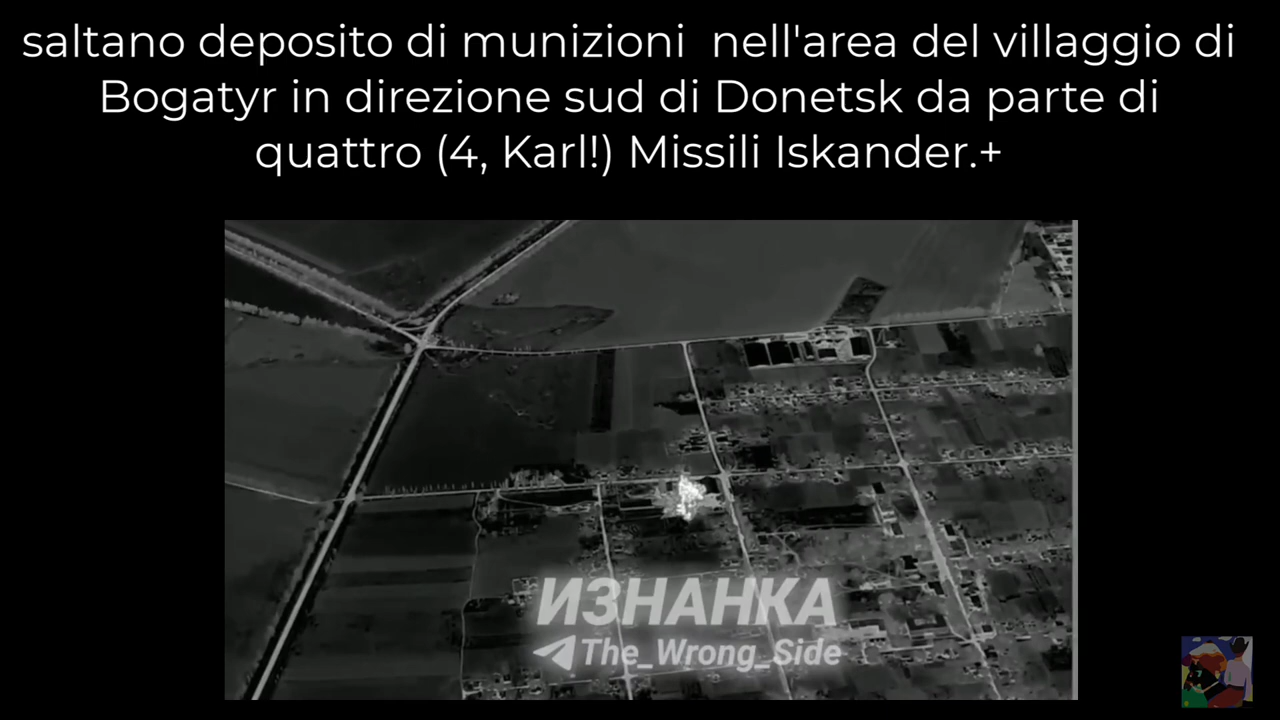 saltano deposito di munizioni  nell'area del villaggio di
Bogatyr in direzione sud di Donetsk da parte di
quattro (4, Karl!) Missili Iskander.+
ИЗНАНКА
The_Wrong_Side